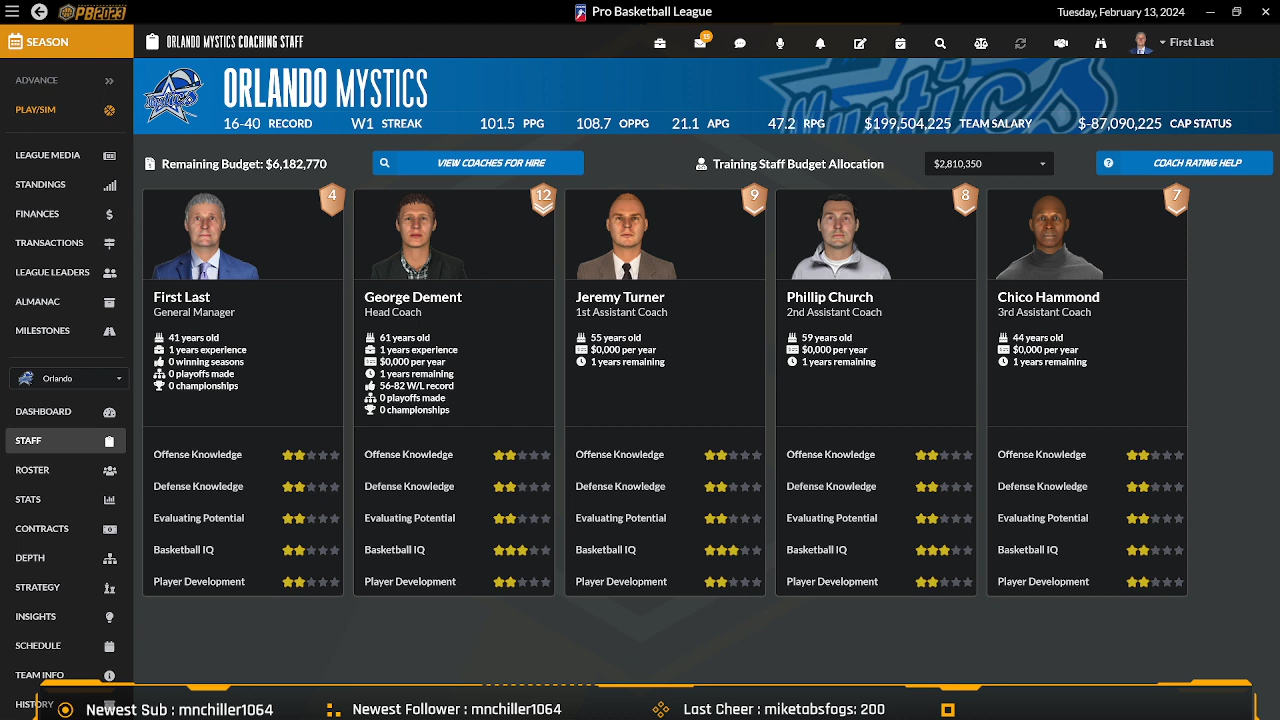 PB2023
Pro Basketball League
Tuesday, February 13, 2024
SEASON
ORLANDO MYSTICS COACHING STAFF
15
First Last
ADVANCE
PLAY/SIM
LEAGUE MEDIA
STANDINGS
FINANCES
TRANSACTIONS
LEAGUE LEADERS
ALMANAC
MILESTONES
Orlando
DASHBOARD
STAFF
ROSTER
STATS
CONTRACTS
DEPTH
STRATEGY
INSIGHTS
SCHEDULE
TEAM INFO
HISTORY
Mystics
ORLANDO MYSTICS
Mystics
16-40 RECORD W1 STREAK 101.5 PPG 108.7 OPPG 21.1 APG 47.2 RPG $199,504,225 TEAM SALARY $-87,090,225 CAP STATUS
Remaining Budget: $6,182,770
VIEW COACHES FOR HIRE
Training Staff Budget Allocation
$2,810,350
COACH RATING HELP
4
First Last
General Manager
41 years old
1 years experience
0 winning seasons
0 playoffs made
0 championships
Offense Knowledge
Defense Knowledge
Evaluating Potential
Basketball IQ
Player Development
12
George Dement
Head Coach
61 years old
1 years experience
$0,000 per year
1 years remaining
56-82 W/L record
0 playoffs made
0 championships
Offense Knowledge
Defense Knowledge
Evaluating Potential
Basketball IQ
Player Development
9
Jeremy Turner
1st Assistant Coach
55 years old
$0,000 per year
1 years remaining
Offense Knowledge
Defense Knowledge
Evaluating Potential
Basketball IQ
Player Development
8
Phillip Church
2nd Assistant Coach
59 years old
$0,000 per year
1 years remaining
Offense Knowledge
Defense Knowledge
Evaluating Potential
Basketball IQ
Player Development
7
Chico Hammond
3rd Assistant Coach
44 years old
$0,000 per year
1 years remaining
Offense Knowledge
Defense Knowledge
Evaluating Potential
Basketball IQ
Player Development
Newest Sub : mnchiller1064
Newest Follower : mnchiller1064
Last Cheer : miketabsfogs: 200